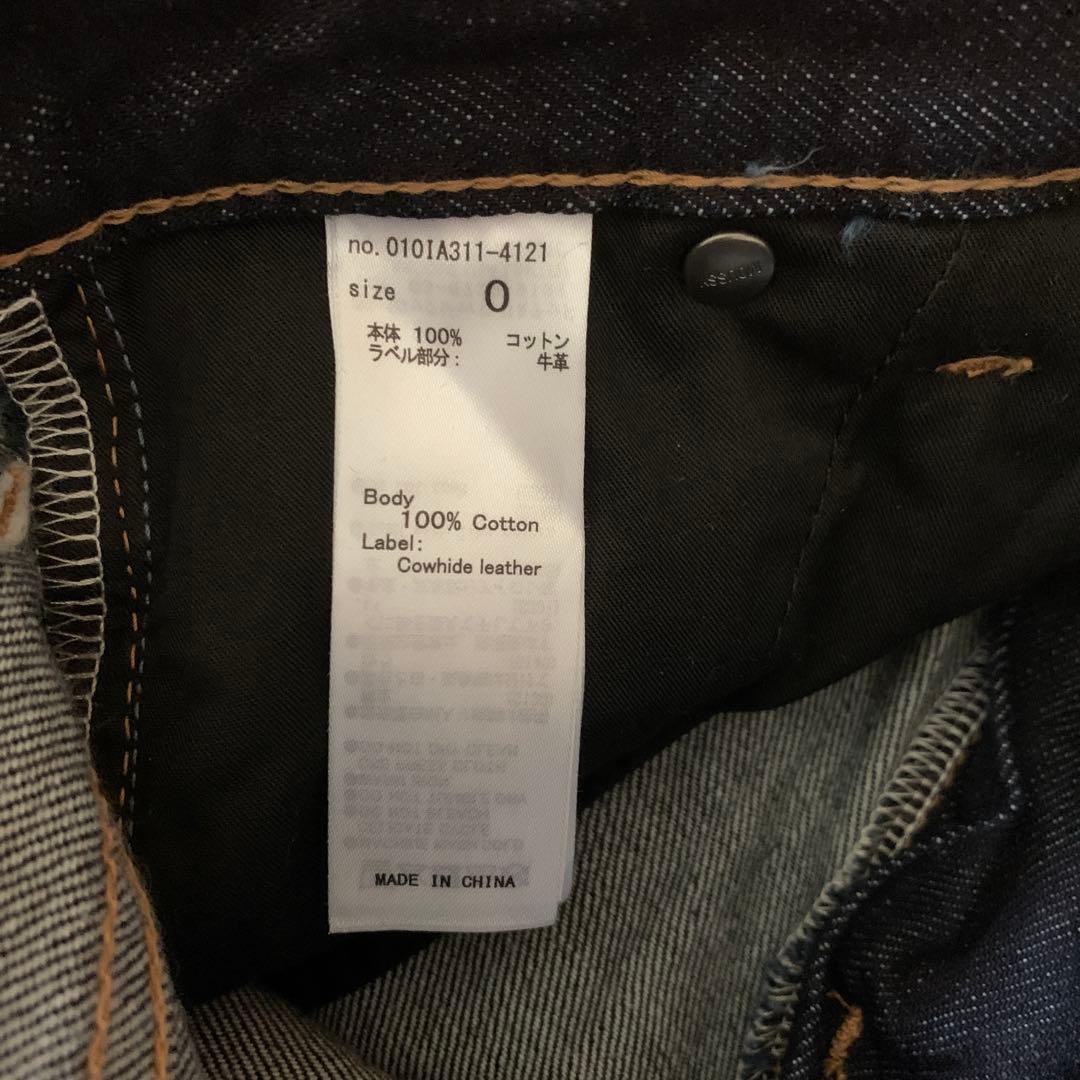 no. 010IA311-4121
size 0
本体 100% コットン
ラベル部分: 牛革
Body
100% Cotton
Label:
Cowhide leather
MADE IN CHINA
MOUSSY